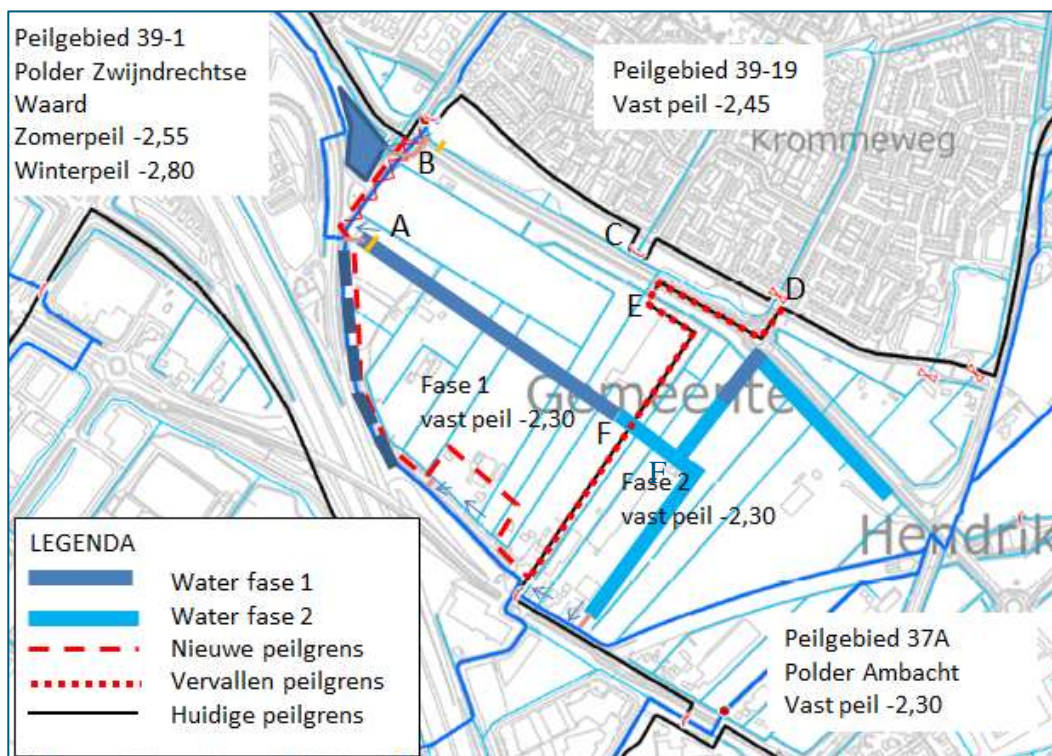 Peilgebied 39-1
Polder Zwijndrechtse
Waard
Zomerpeil -2,55
Winterpeil -2,80
Peilgebied 39-19
Vast peil -2,45
Krommeweg
B
A
C
D
E
Fase 1
vast peil -2,30
Gemeente
F
F
Fase 2
vast peil -2,30
Hendrik
LEGENDA
Water fase 1
Water fase 2
Nieuwe peilgrens
Vervallen peilgrens
Huidige peilgrens
Peilgebied 37A
Polder Ambacht
Vast peil -2,30